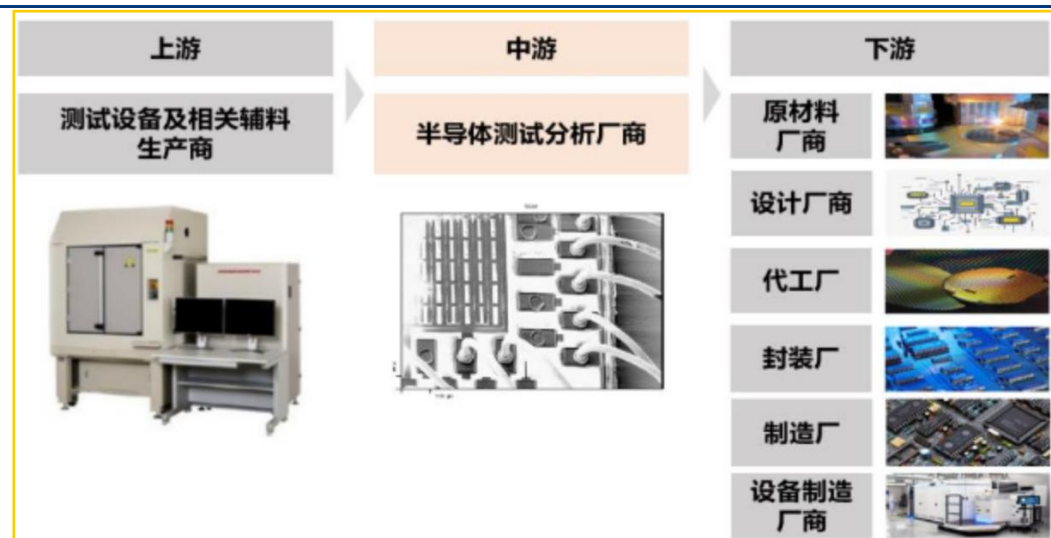 上游
中游
下游
测试设备及相关辅料
生产商
半导体测试分析厂商
原材料
厂商
设计厂商
代工厂
封装厂
制造厂
设备制造
厂商